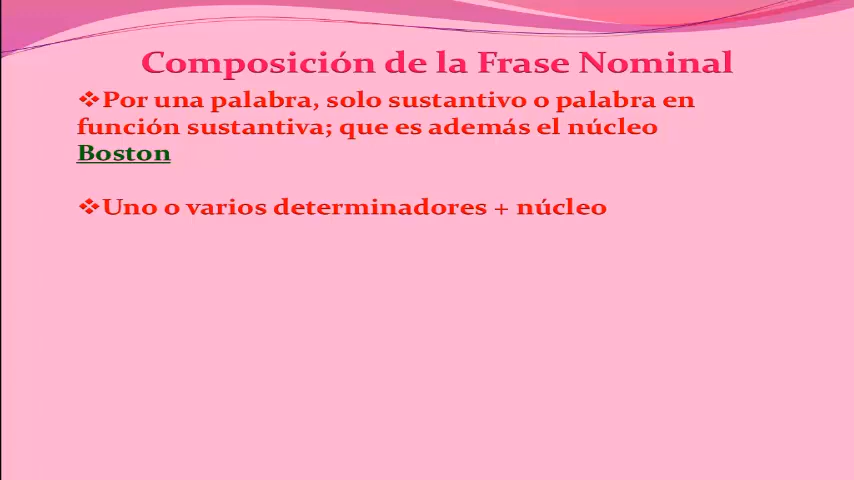 Composición de la Frase Nominal
❖Por una palabra, solo sustantivo o palabra en
función sustantiva; que es además el núcleo
Boston
❖Uno o varios determinadores + núcleo